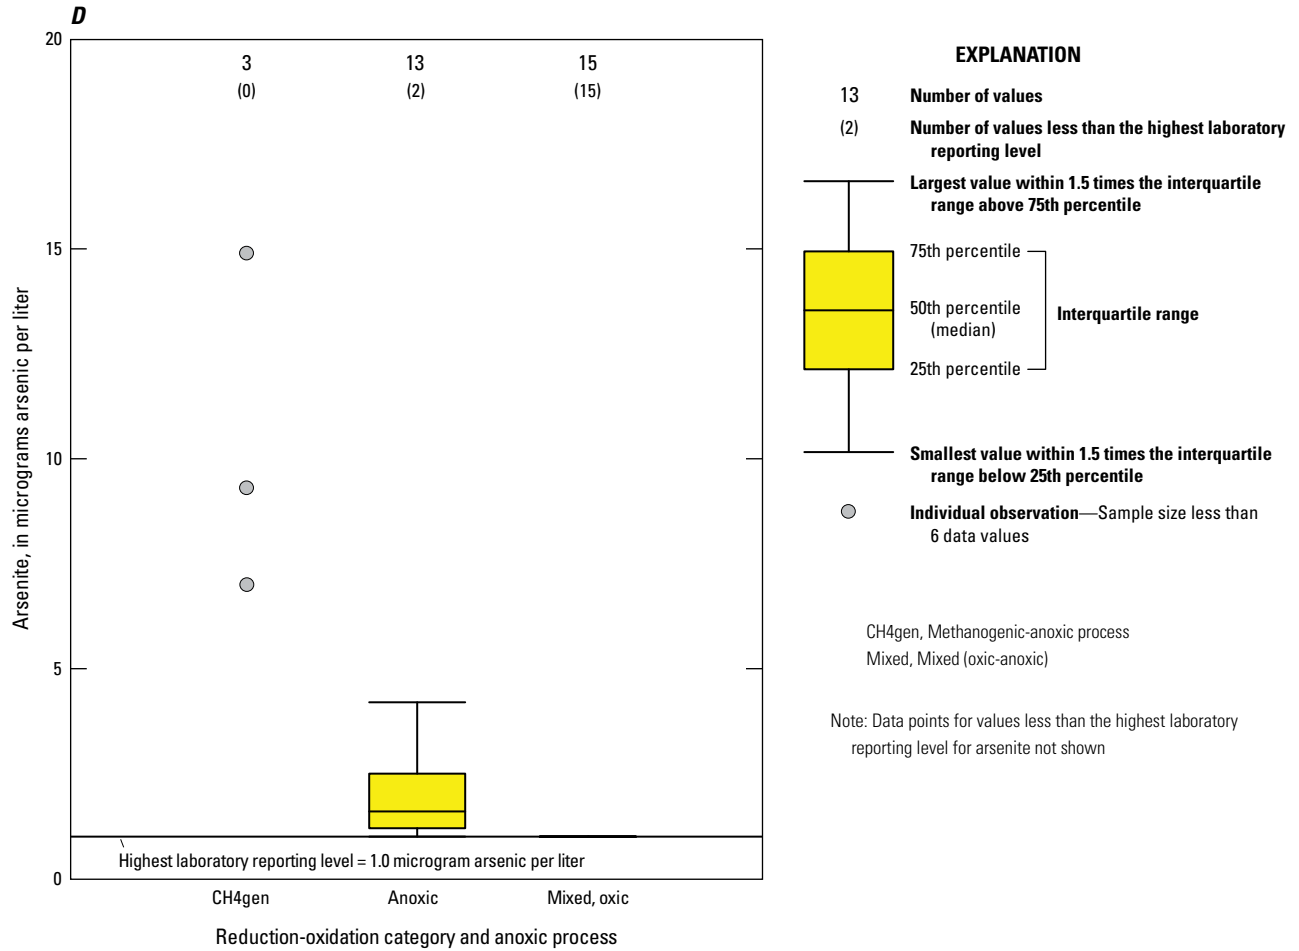 D
20
15
10
5
0
Arsenite, in micrograms arsenic per liter
3
(0)
13
(2)
15
(15)
Highest laboratory reporting level = 1.0 microgram arsenic per liter
CH4gen
Anoxic
Mixed, oxic
Reduction-oxidation category and anoxic process
EXPLANATION
13 Number of values
(2) Number of values less than the highest laboratory
reporting level
Largest value within 1.5 times the interquartile
range above 75th percentile
75th percentile
50th percentile
(median)
Interquartile range
25th percentile
Smallest value within 1.5 times the interquartile
range below 25th percentile
Individual observation—Sample size less than
6 data values
CH4gen, Methanogenic-anoxic process
Mixed, Mixed (oxic-anoxic)
Note: Data points for values less than the highest laboratory
reporting level for arsenite not shown